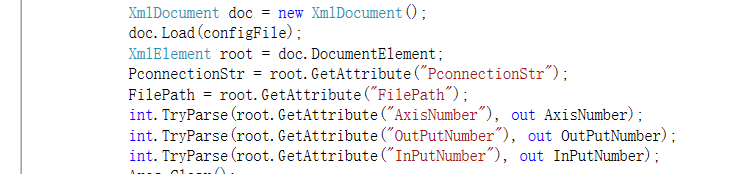 XmlDocument doc = new XmlDocument();
doc.Load(configFile);
XmlElement root = doc.DocumentElement;
PconnectionStr = root.GetAttribute("PconnectionStr");
FilePath = root.GetAttribute("FilePath");
int.TryParse(root.GetAttribute("AxisNumber"), out AxisNumber);
int.TryParse(root.GetAttribute("OutPutNumber"), out OutPutNumber);
int.TryParse(root.GetAttribute("InPutNumber"), out InPutNumber);